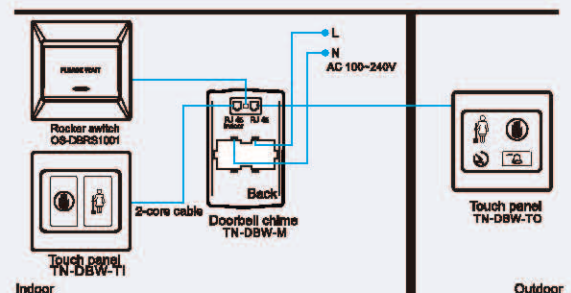 L
N
AC 100~240V
PLEASE WAIT
Rocker switch
OS-DBRS1001
RJ 45 RJ 45
Indoor
Back
2-core cable
Doorbell chime
TN-DBW-M
Touch panel
TN-DBW-TI
Touch panel
TN-DBW-TO
Indoor
Outdoor